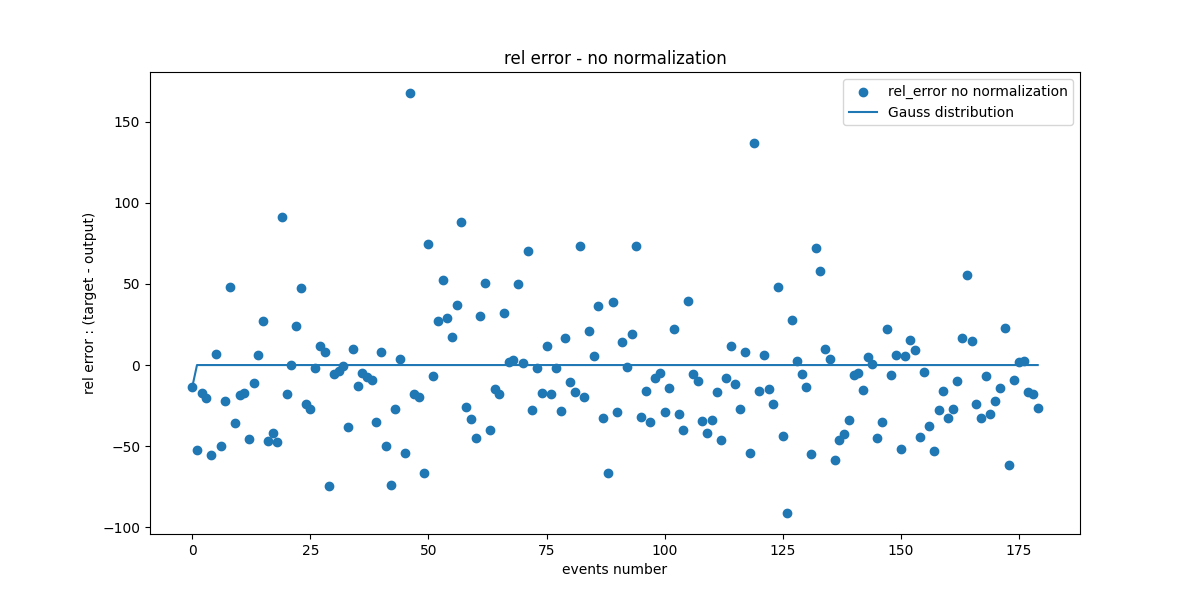 rel error - no normalization
rel_error no normalization
Gauss distribution
150
100
50
0
−50
−100
rel error : (target - output)
0 25 50 75 100 125 150 175
events number